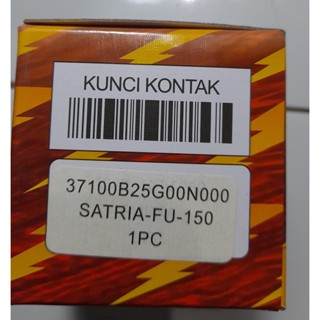 KUNCI KONTAK
37100B25G00N000
SATRIA-FU-150
1PC